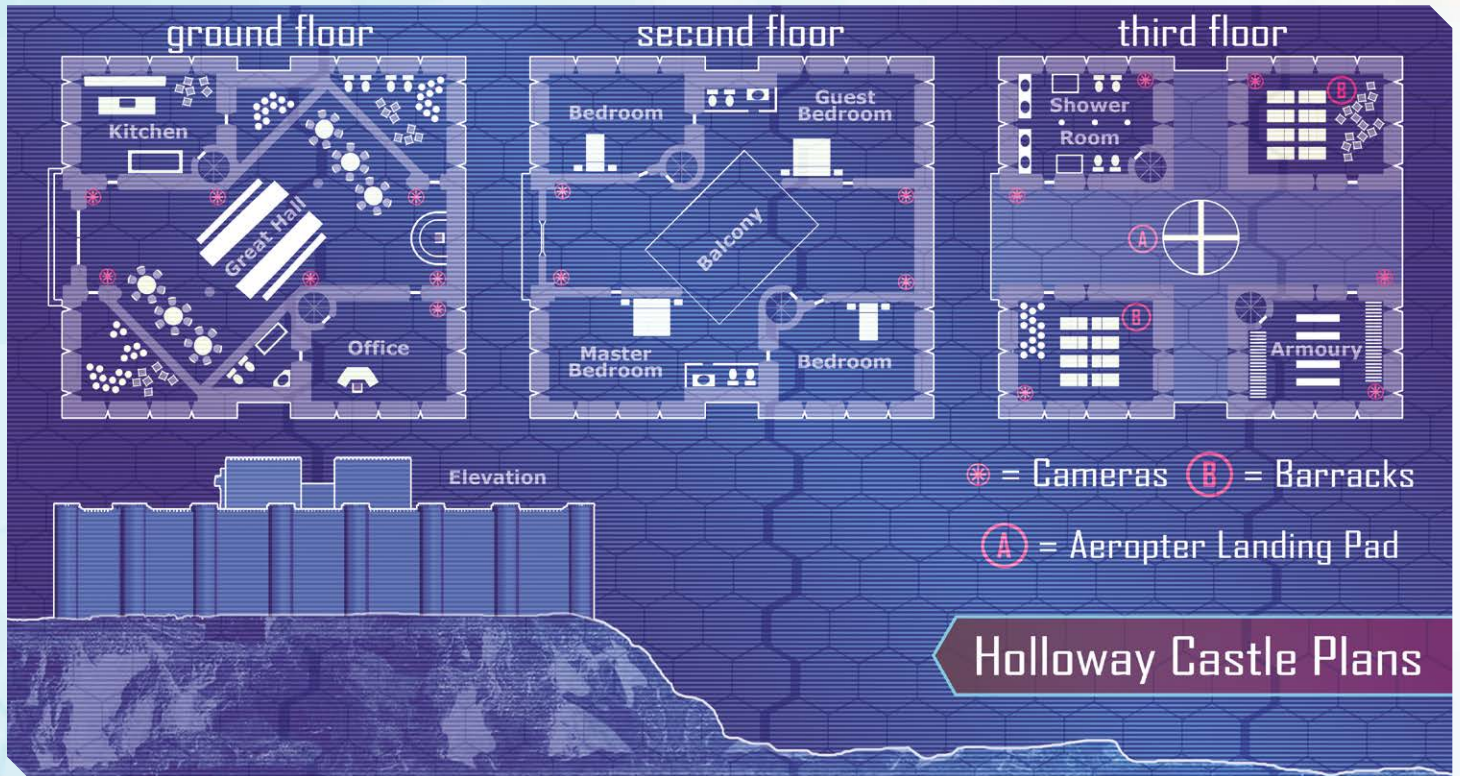 ground floor
second floor
third floor
Kitchen
Great Hall
Office
Bedroom
Guest
Bedroom
Balcony
Master
Bedroom
Bedroom
Shower
Room
B
A
B
Armoury
Elevation
= Cameras B = Barracks
A = Aeropter Landing Pad
Holloway Castle Plans